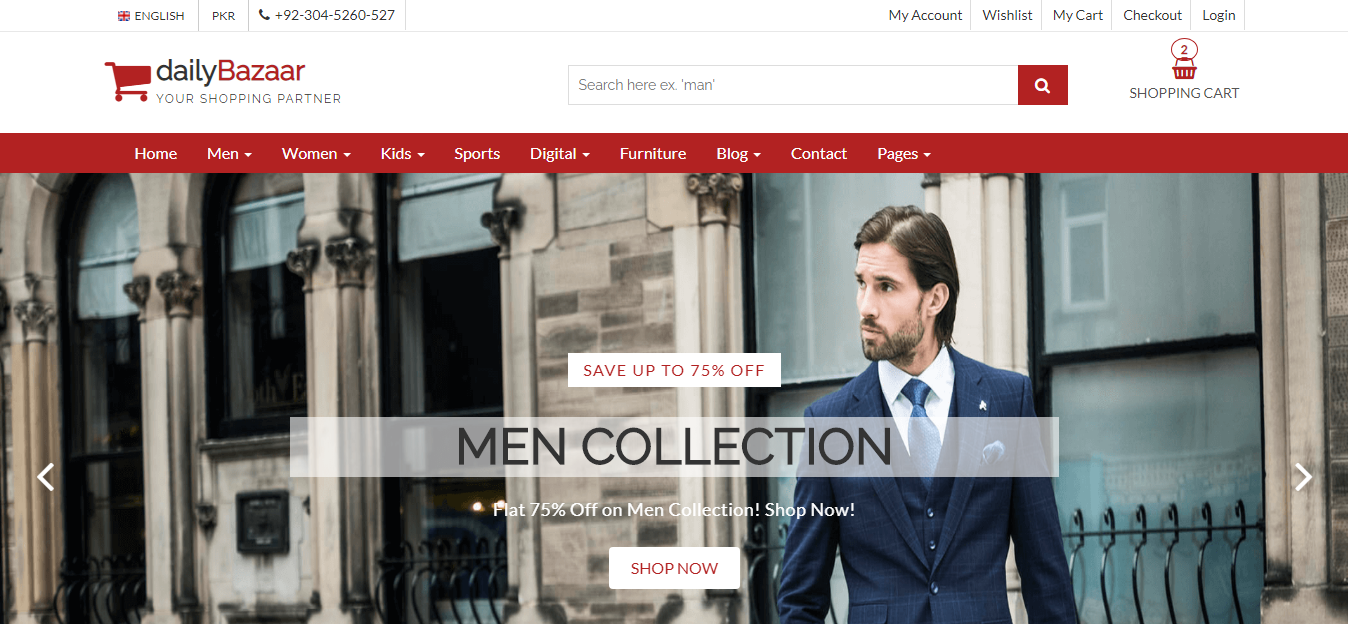 ENGLISH
PKR
+92-304-5260-527
My Account
Wishlist
My Cart
Checkout
Login
dailyBazaar
YOUR SHOPPING PARTNER
Search here ex. 'man'
2
SHOPPING CART
Home
Men
Women
Kids
Sports
Digital
Furniture
Blog
Contact
Pages
SAVE UP TO 75% OFF
MEN COLLECTION
Flat 75% Off on Men Collection! Shop Now!
SHOP NOW